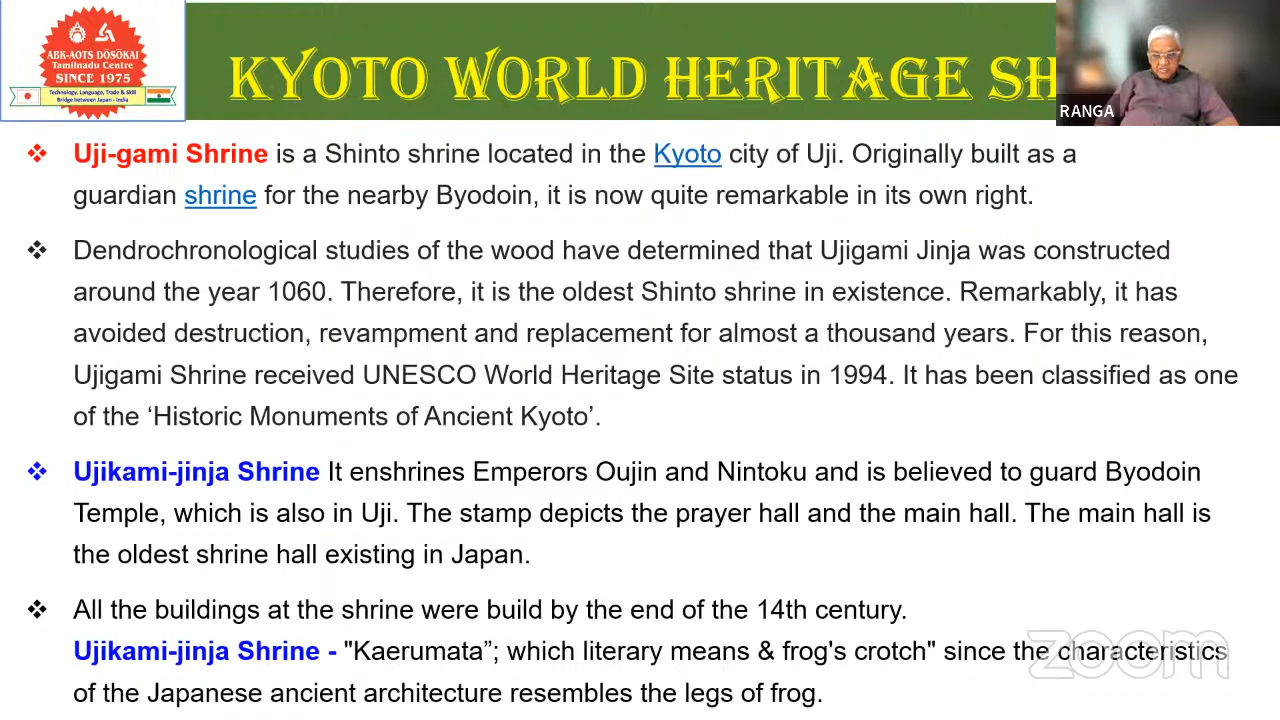 ABK-AOTS DŌSŌKAI
Tamilnadu Centre
SINCE 1975
Technology, Language, Trade & Skill
Bridge between Japan - India
KYOTO WORLD HERITAGE SH
RANGA
❖ Uji-gami Shrine is a Shinto shrine located in the Kyoto city of Uji. Originally built as a
guardian shrine for the nearby Byodoin, it is now quite remarkable in its own right.
❖ Dendrochronological studies of the wood have determined that Ujigami Jinja was constructed
around the year 1060. Therefore, it is the oldest Shinto shrine in existence. Remarkably, it has
avoided destruction, revampment and replacement for almost a thousand years. For this reason,
Ujigami Shrine received UNESCO World Heritage Site status in 1994. It has been classified as one
of the ‘Historic Monuments of Ancient Kyoto’.
❖ Ujikami-jinja Shrine It enshrines Emperors Oujin and Nintoku and is believed to guard Byodoin
Temple, which is also in Uji. The stamp depicts the prayer hall and the main hall. The main hall is
the oldest shrine hall existing in Japan.
❖ All the buildings at the shrine were build by the end of the 14th century.
Ujikami-jinja Shrine - "Kaerumata”; which literary means & frog's crotch" since the characteristics
of the Japanese ancient architecture resembles the legs of frog.
zoom